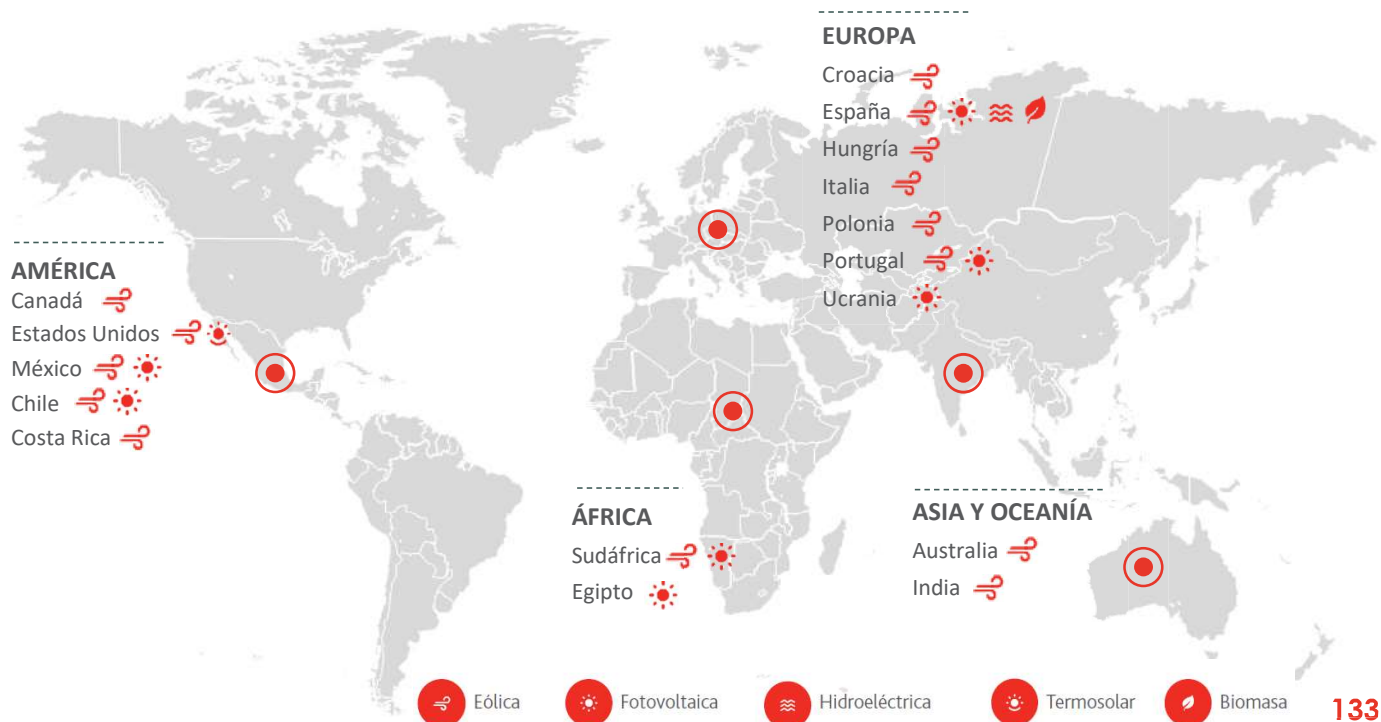 EUROPA
Croacia
España
Hungría
Italia
Polonia
Portugal
Ucrania
AMÉRICA
Canadá
Estados Unidos
México
Chile
Costa Rica
ÁFRICA
Sudáfrica
Egipto
ASIA Y OCEANÍA
Australia
India
Eólica Fotovoltaica Hidroeléctrica Termosolar Biomasa
133